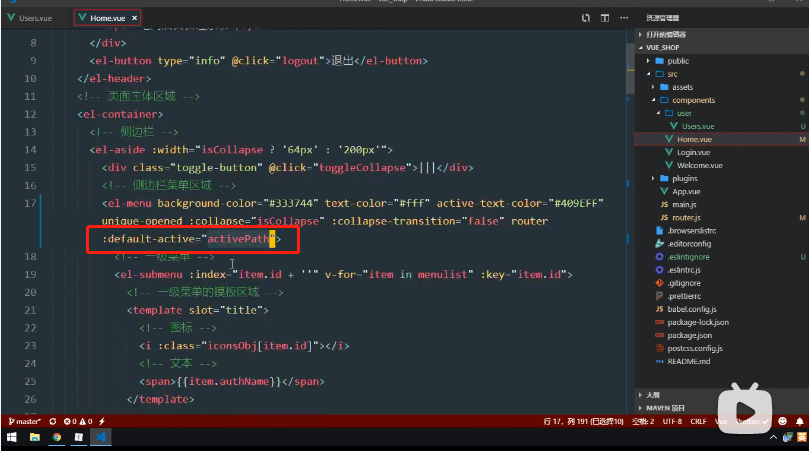 Users.vue
Home.vue
资源管理器
8 </div>
9 <el-button type="info" @click="logout">退出</el-button>
10 </el-header>
11 <!-- 页面主体区域 -->
12 <el-container>
13 <!-- 侧边栏 -->
14 <el-aside :width="isCollapse ? '64px' : '200px'">
15 <div class="toggle-button" @click="toggleCollapse">|||</div>
16 <!-- 侧边栏菜单区域 -->
17 <el-menu background-color="#333744" text-color="#fff" active-text-color="#409EFF"
unique-opened :collapse="isCollapse" :collapse-transition="false" router
:default-active="activePath">
18 <!-- 一级菜单 -->
19 <el-submenu :index="item.id + ''" v-for="item in menulist" :key="item.id">
20 <!-- 一级菜单的模板区域 -->
21 <template slot="title">
22 <!-- 图标 -->
23 <i :class="iconsObj[item.id]"></i>
24 <!-- 文本 -->
25 <span>{{item.authName}}</span>
26 </template>
打开的编辑器
VUE_SHOP
public
src
assets
components
user
Users.vue U
Home.vue M
Login.vue
Welcome.vue
plugins
App.vue
main.js
router.js M
.browserslistrc
.editorconfig
.eslintignore U
.eslintrc.js
.gitignore
.prettierrc
babel.config.js
package-lock.json
package.json
postcss.config.js
README.md
大纲
MAVEN 项目
master*
0 0
行 17, 列 191 (已选择10)
空格: 2
UTF-8
CRLF
Vue